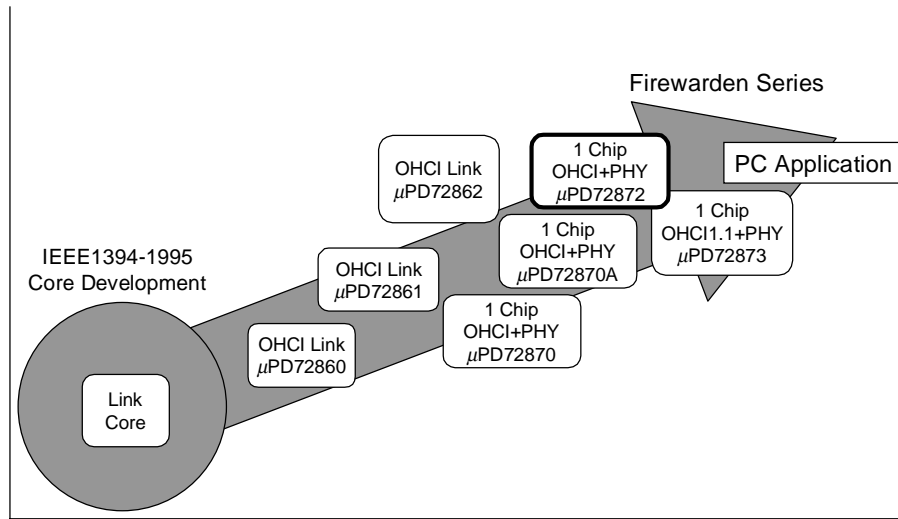 Firewarden Series
PC Application
1 Chip
OHCI+PHY
μPD72872
OHCI Link
μPD72862
1 Chip
OHCI1.1+PHY
μPD72873
1 Chip
OHCI+PHY
μPD72870A
IEEE1394-1995
Core Development
OHCI Link
μPD72861
1 Chip
OHCI+PHY
μPD72870
OHCI Link
μPD72860
Link
Core